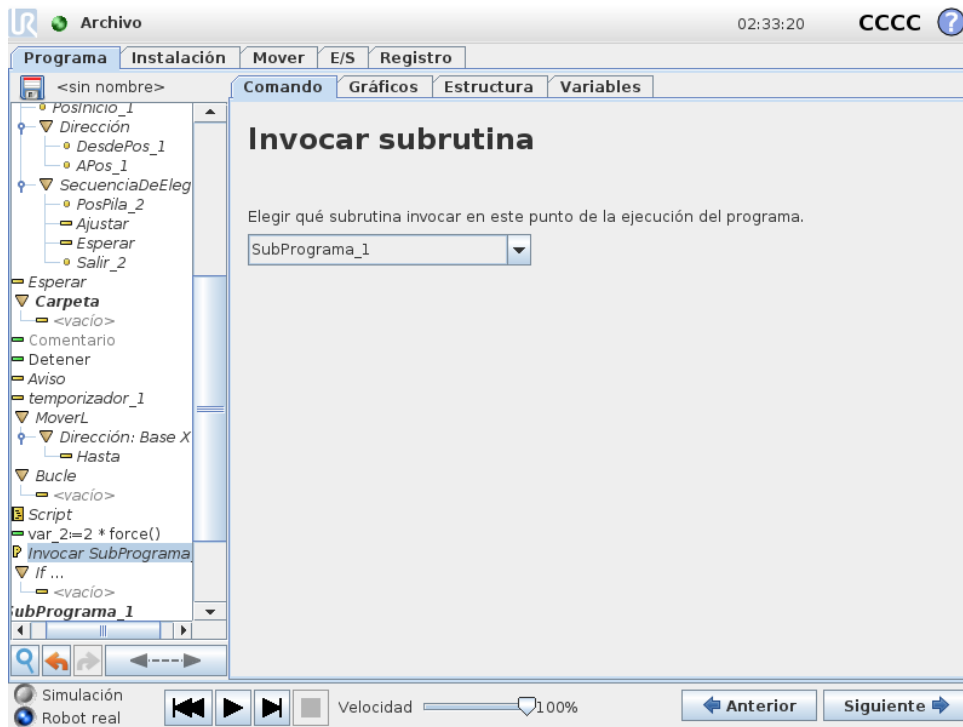 UR Archivo 02:33:20 CCCC ?
Programa Instalación Mover E/S Registro
<sin nombre> Comando Gráficos Estructura Variables
PosInicio_1
Dirección
DesdePos_1
APos_1
SecuenciaDeEleg
PosPila_2
Ajustar
Esperar
Salir_2
Esperar
Carpeta
<vacío>
Comentario
Detener
Aviso
temporizador_1
MoverL
Dirección: Base X
Hasta
Bucle
<vacío>
Script
var_2:=2 * force()
P Invocar SubPrograma_
If ...
<vacío>
SubPrograma_1
Invocar subrutina
Elegir qué subrutina invocar en este punto de la ejecución del programa.
SubPrograma_1
Simulación
Robot real
Velocidad 100%
Anterior Siguiente